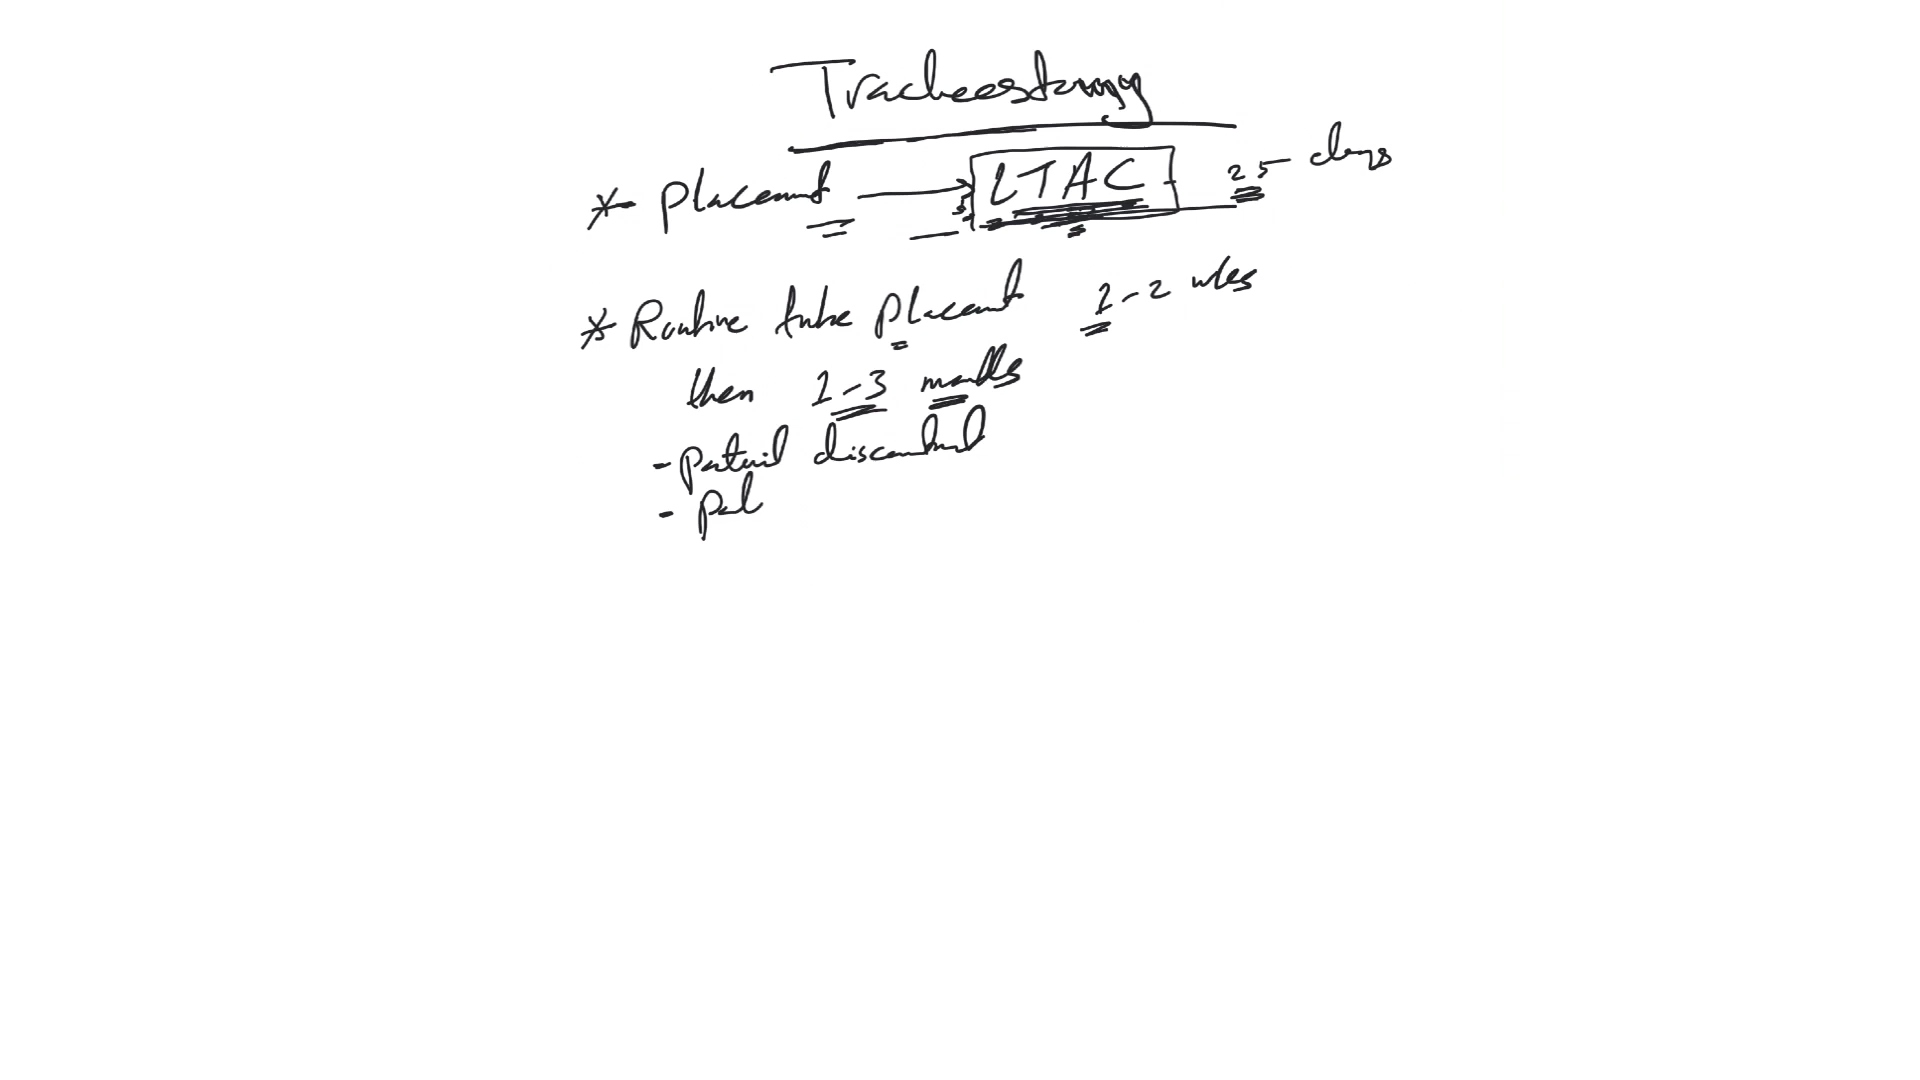 Tracheostomy
* Placement → LTAC 25 days
* Routine tube placement 1-2 wks
then 1-3 months
- patient discomfort
- pal